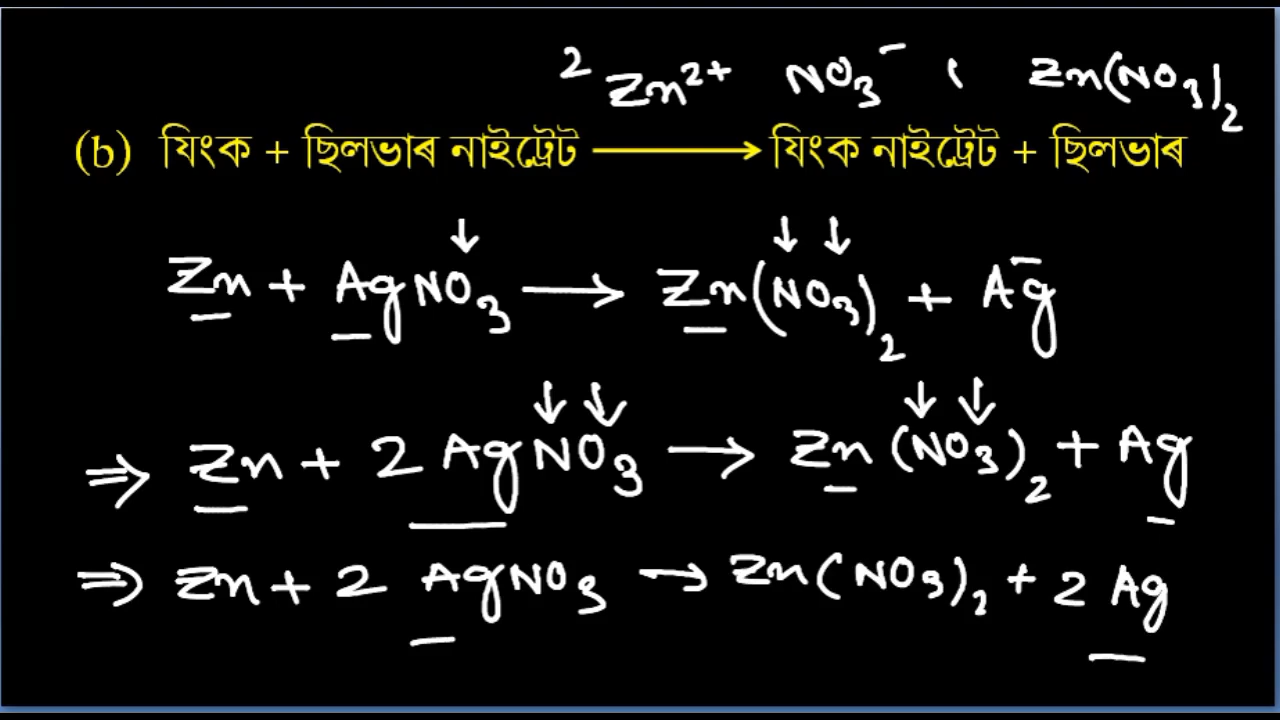 2 Zn²⁺ NO₃⁻ ( Zn(NO₃)₂
(b) যিংক + ছিলভাৰ নাইট্ৰেট ⟶ যিংক নাইট্ৰেট + ছিলভাৰ
↓ ↓ ↓
Zn + AgNO₃ → Zn(NO₃)₂ + Ag
↓ ↓ ↓ ↓
⇒ Zn + 2 AgNO₃ → Zn(NO₃)₂ + Ag
⇒ Zn + 2 AgNO₃ → Zn(NO₃)₂ + 2 Ag